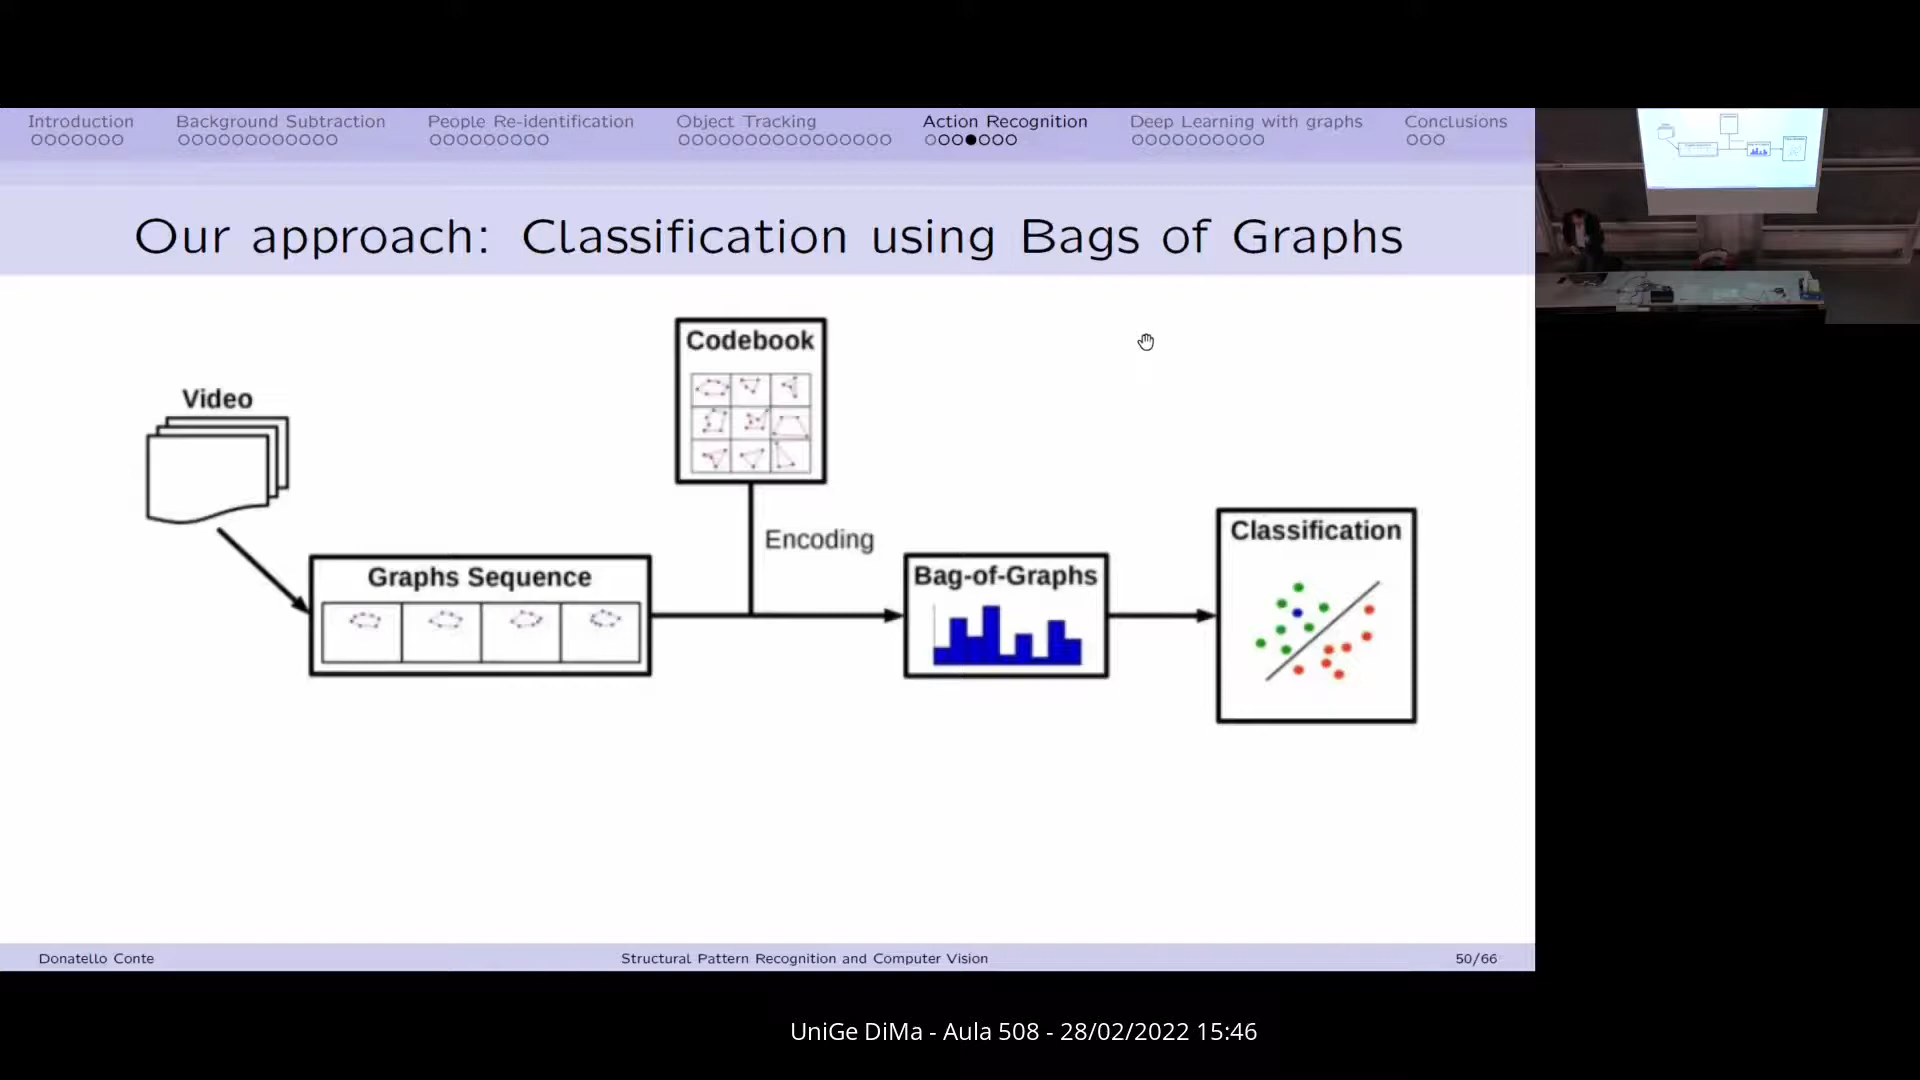 Introduction Background Subtraction People Re-identification Object Tracking Action Recognition Deep Learning with graphs Conclusions
Our approach: Classification using Bags of Graphs
Codebook
Video
Encoding
Classification
Graphs Sequence
Bag-of-Graphs
Donatello Conte Structural Pattern Recognition and Computer Vision 50/66
UniGe DiMa - Aula 508 - 28/02/2022 15:46